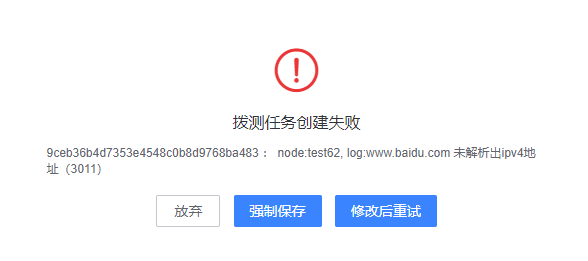 拨测任务创建失败
9ceb36b4d7353e4548c0b8d9768ba483： node:test62, log:www.baidu.com 未解析出ipv4地
址（3011）
放弃 强制保存 修改后重试